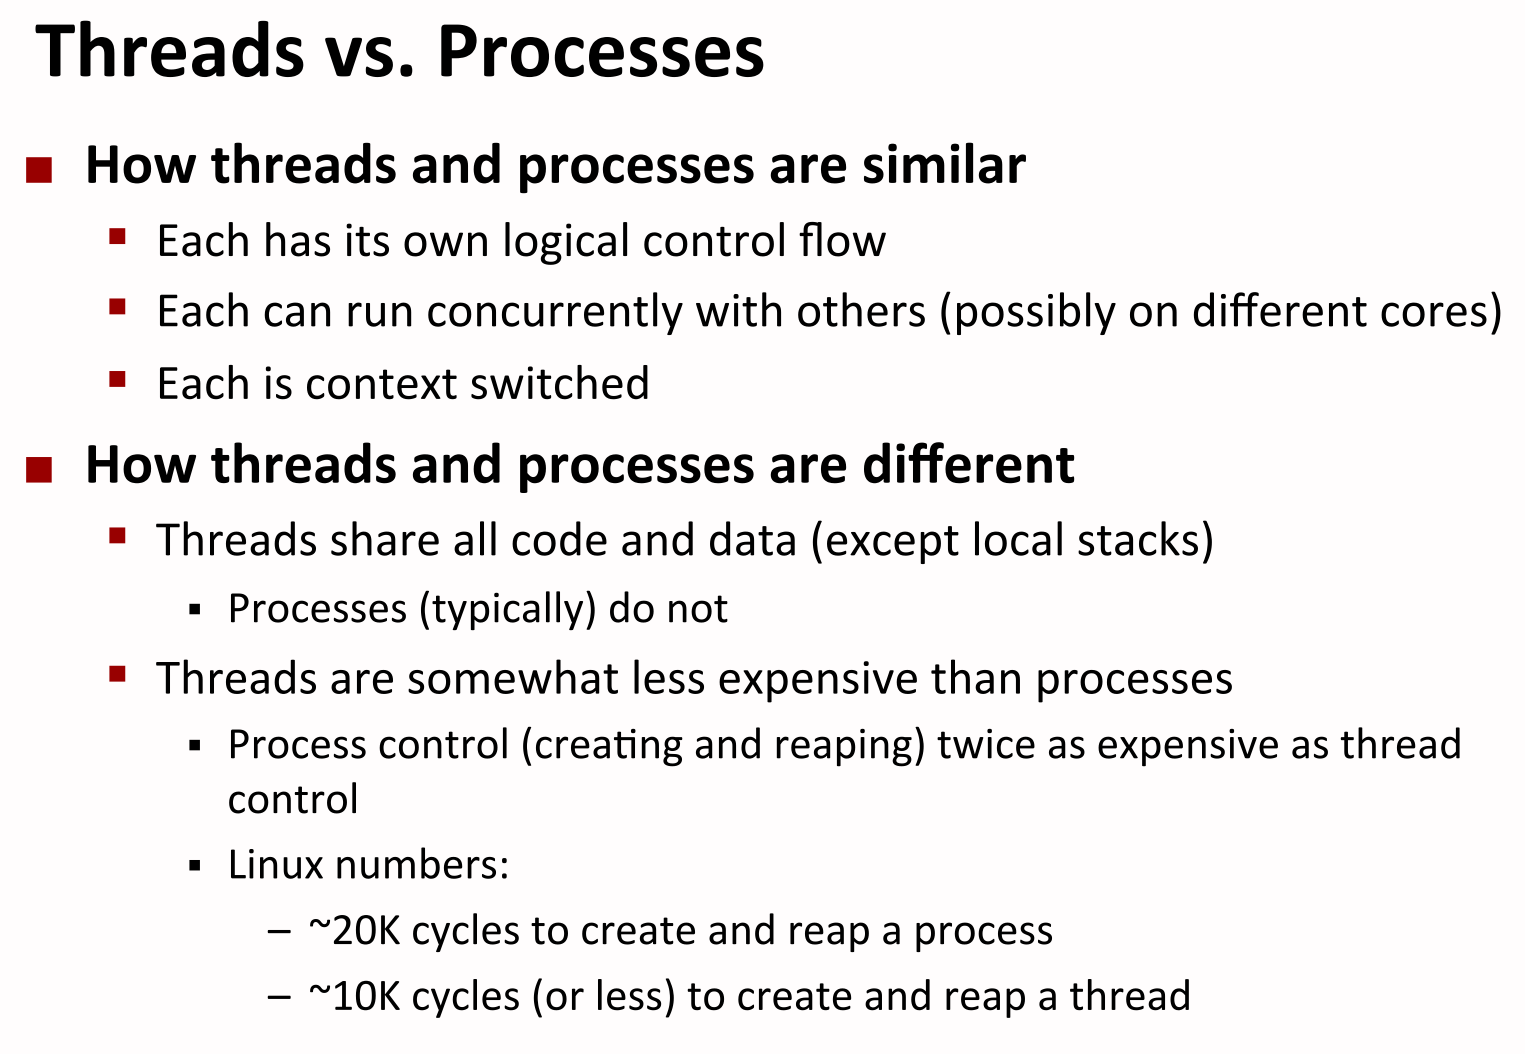 Threads vs. Processes
■ How threads and processes are similar
▪ Each has its own logical control flow
▪ Each can run concurrently with others (possibly on different cores)
▪ Each is context switched
■ How threads and processes are different
▪ Threads share all code and data (except local stacks)
▪ Processes (typically) do not
▪ Threads are somewhat less expensive than processes
▪ Process control (creating and reaping) twice as expensive as thread
control
▪ Linux numbers:
– ~20K cycles to create and reap a process
– ~10K cycles (or less) to create and reap a thread